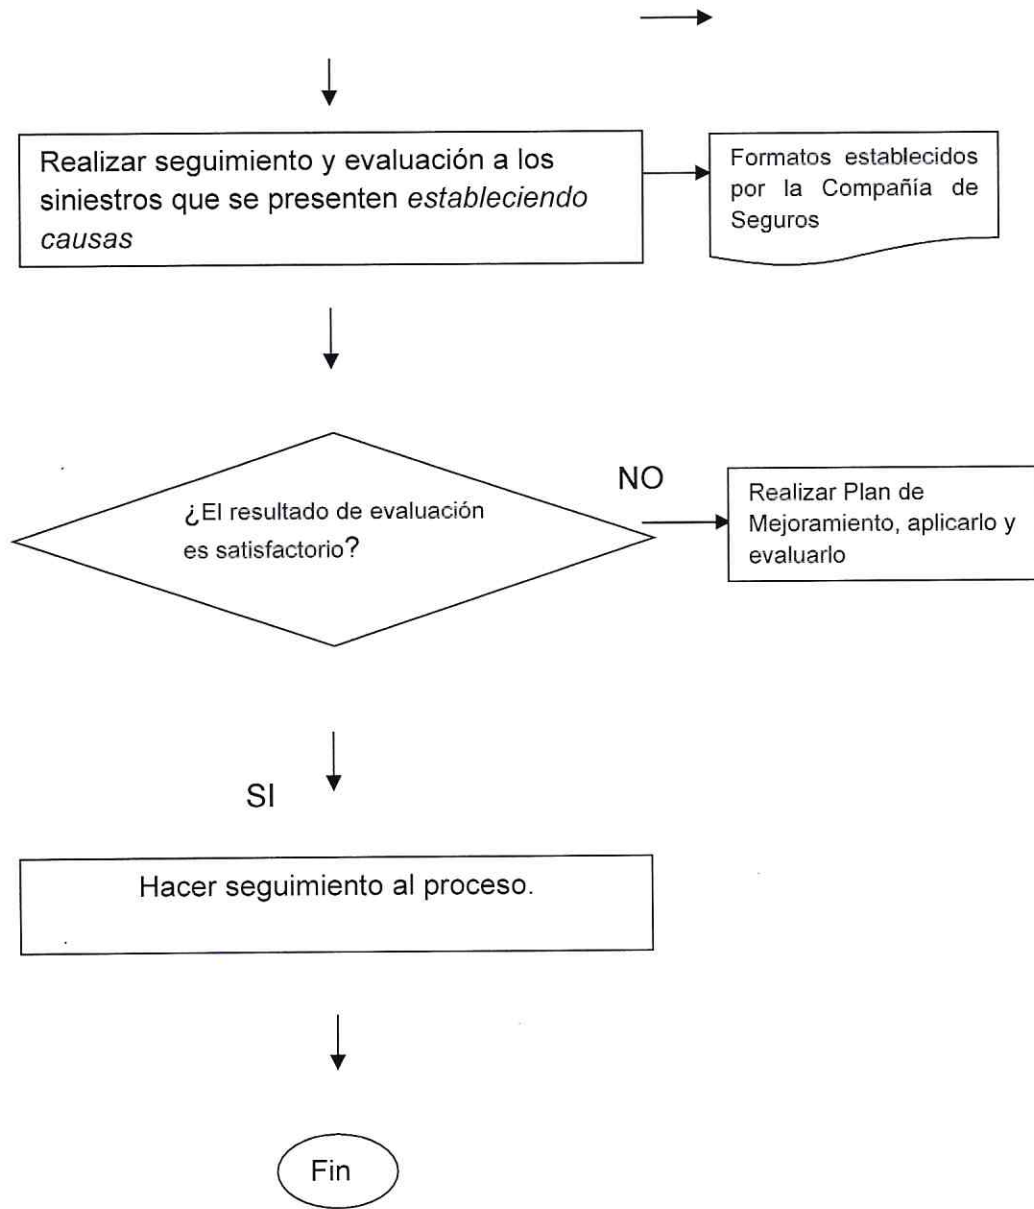 Realizar seguimiento y evaluación a los
siniestros que se presenten estableciendo
causas
Formatos establecidos
por la Compañía de
Seguros
¿El resultado de evaluación
es satisfactorio?
NO
Realizar Plan de
Mejoramiento, aplicarlo y
evaluarlo
SI
Hacer seguimiento al proceso.
Fin